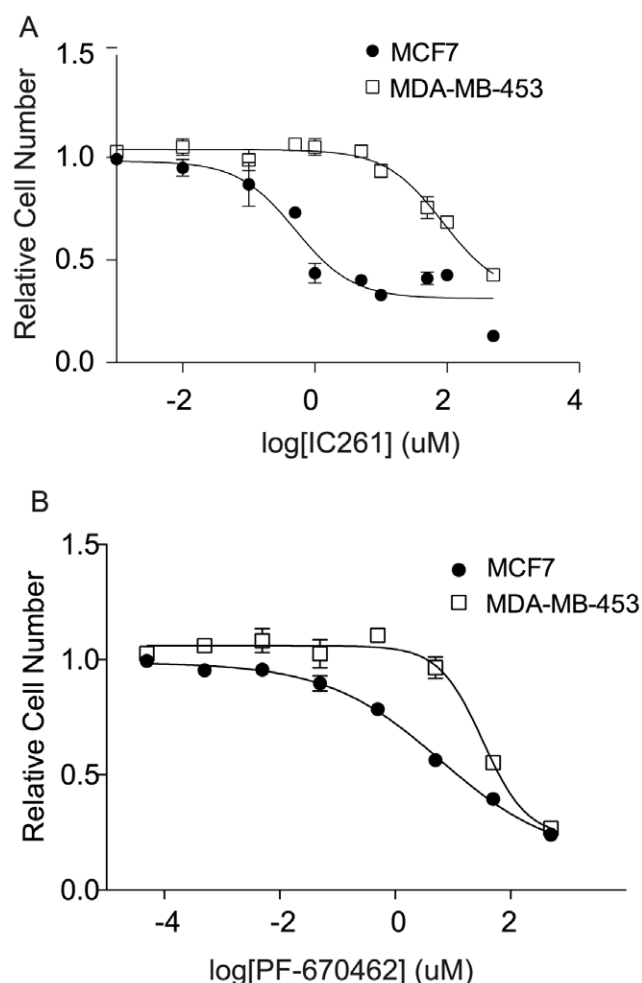 A
1.5
MCF7
MDA-MB-453
1.0
0.5
0.0
Relative Cell Number
-2
0
2
4
log[IC261] (uM)
B
1.5
MCF7
MDA-MB-453
1.0
0.5
0.0
Relative Cell Number
-4
-2
0
2
log[PF-670462] (uM)